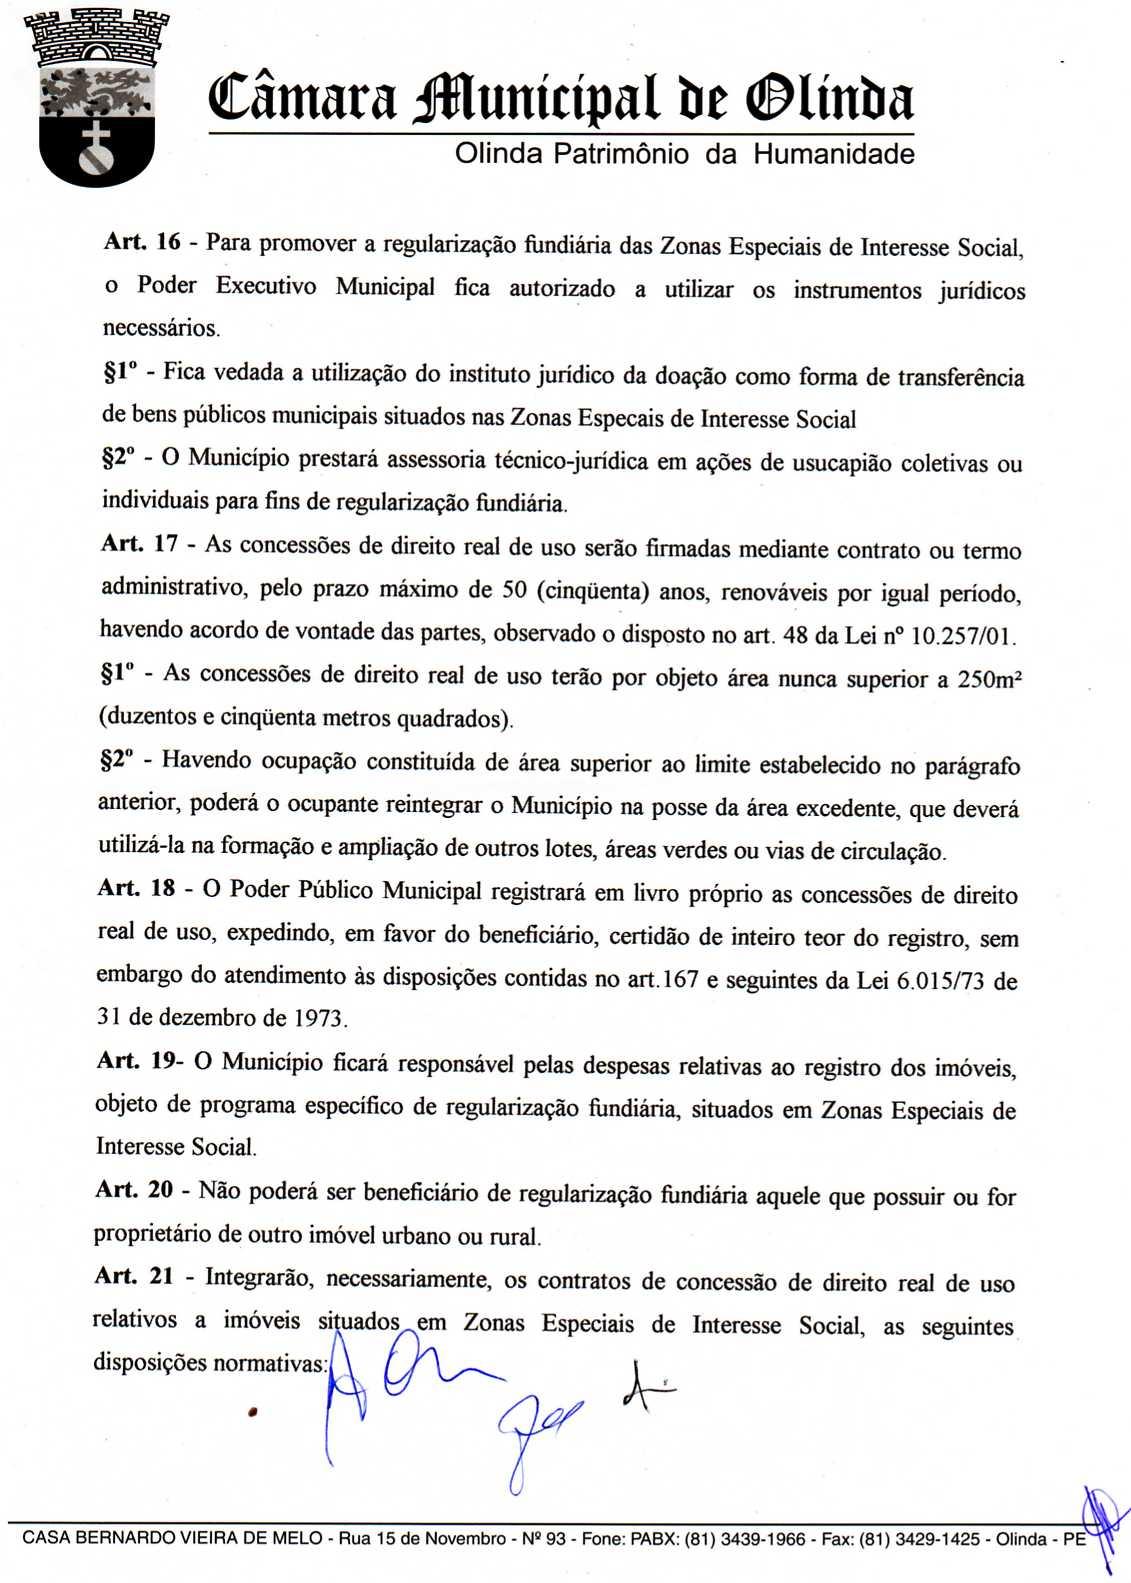 Câmara Municipal de Olinda
Olinda Patrimônio da Humanidade
Art. 16 - Para promover a regularização fundiária das Zonas Especiais de Interesse Social,
o Poder Executivo Municipal fica autorizado a utilizar os instrumentos jurídicos
necessários.
§1º - Fica vedada a utilização do instituto jurídico da doação como forma de transferência
de bens públicos municipais situados nas Zonas Especais de Interesse Social
§2º - O Município prestará assessoria técnico-jurídica em ações de usucapião coletivas ou
individuais para fins de regularização fundiária.
Art. 17 - As concessões de direito real de uso serão firmadas mediante contrato ou termo
administrativo, pelo prazo máximo de 50 (cinqüenta) anos, renováveis por igual período,
havendo acordo de vontade das partes, observado o disposto no art. 48 da Lei nº 10.257/01.
§1º - As concessões de direito real de uso terão por objeto área nunca superior a 250m²
(duzentos e cinqüenta metros quadrados).
§2º - Havendo ocupação constituída de área superior ao limite estabelecido no parágrafo
anterior, poderá o ocupante reintegrar o Município na posse da área excedente, que deverá
utilizá-la na formação e ampliação de outros lotes, áreas verdes ou vias de circulação.
Art. 18 - O Poder Público Municipal registrará em livro próprio as concessões de direito
real de uso, expedindo, em favor do beneficiário, certidão de inteiro teor do registro, sem
embargo do atendimento às disposições contidas no art.167 e seguintes da Lei 6.015/73 de
31 de dezembro de 1973.
Art. 19- O Município ficará responsável pelas despesas relativas ao registro dos imóveis,
objeto de programa específico de regularização fundiária, situados em Zonas Especiais de
Interesse Social.
Art. 20 - Não poderá ser beneficiário de regularização fundiária aquele que possuir ou for
proprietário de outro imóvel urbano ou rural.
Art. 21 - Integrarão, necessariamente, os contratos de concessão de direito real de uso
relativos a imóveis situados em Zonas Especiais de Interesse Social, as seguintes
disposições normativas:
CASA BERNARDO VIEIRA DE MELO - Rua 15 de Novembro - Nº 93 - Fone: PABX: (81) 3439-1966 - Fax: (81) 3429-1425 - Olinda - PE